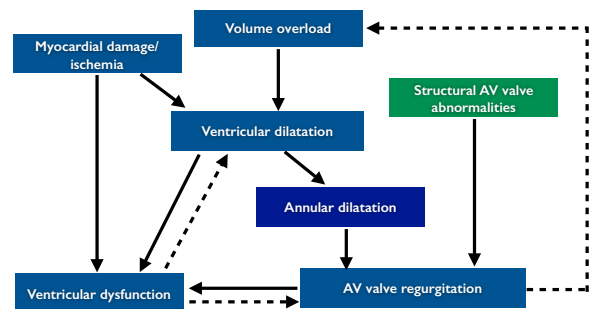 Volume overload
Myocardial damage/
ischemia
Structural AV valve
abnormalities
Ventricular dilatation
Annular dilatation
Ventricular dysfunction
AV valve regurgitation